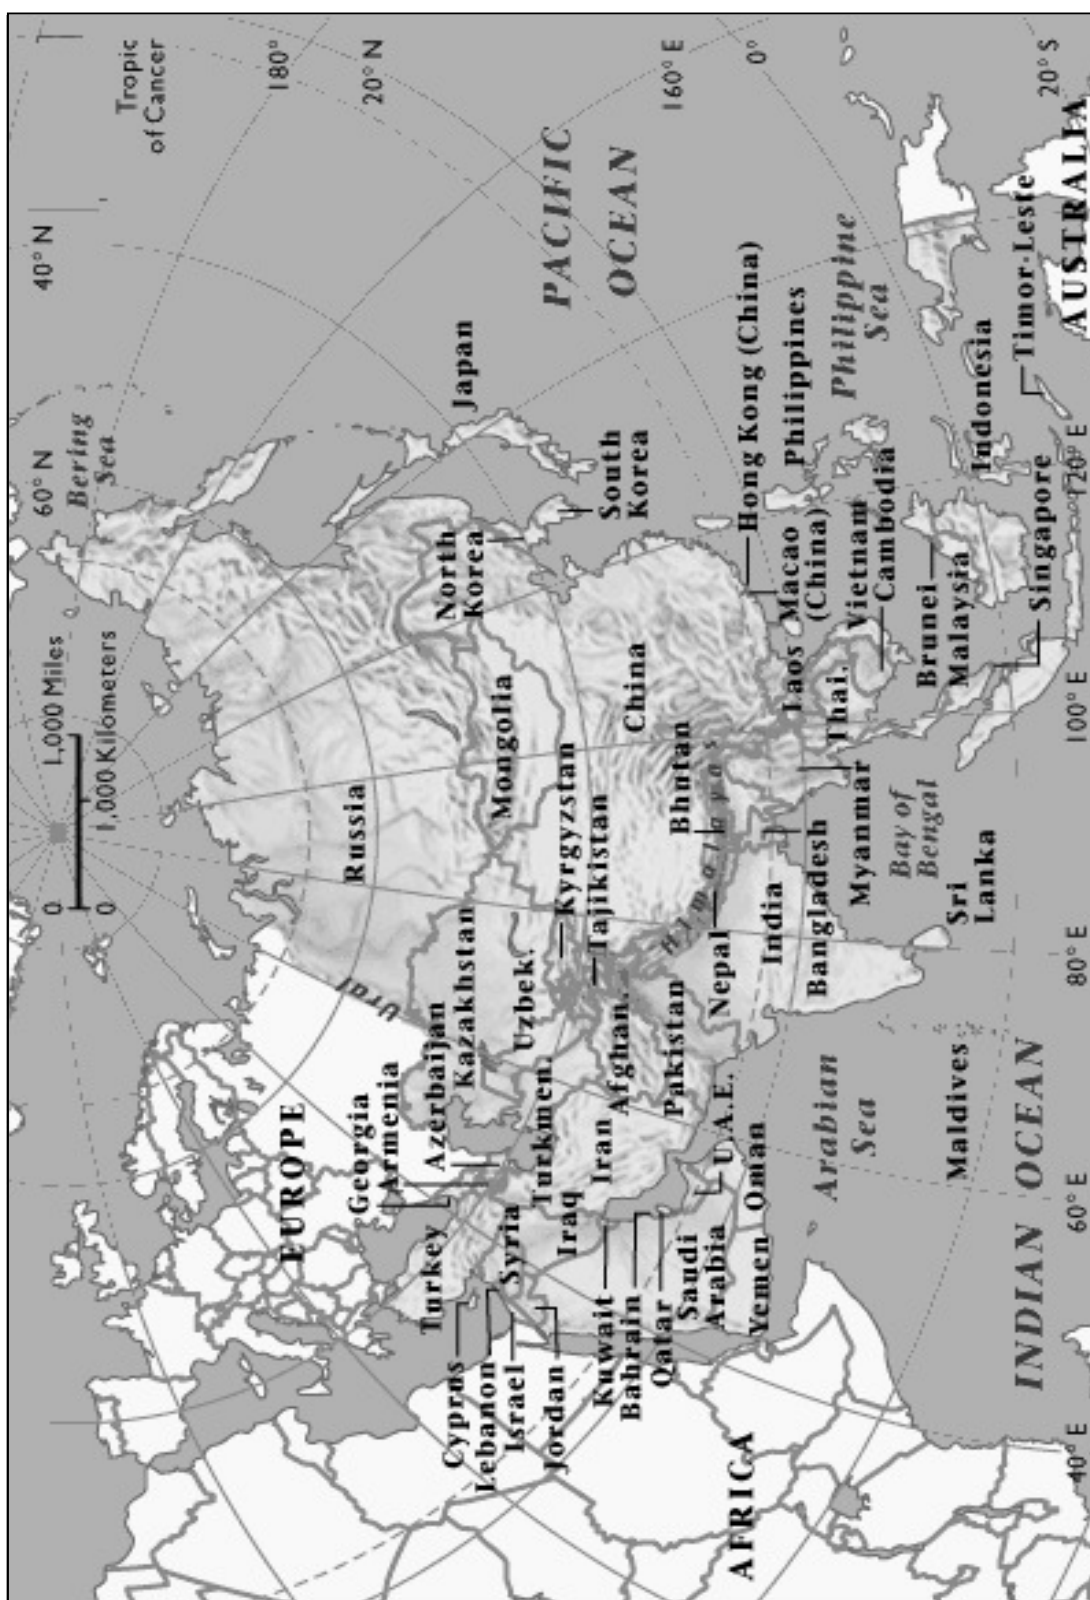 Tropic
of Cancer
180°
20° N
160° E
0°
20° S
40° N
60° N
Bering
Sea
PACIFIC
OCEAN
0
1,000 Miles
0
1,000 Kilometers
Japan
North
Korea
South
Korea
Hong Kong (China)
Macao
(China)
Philippines
Philippine
Sea
Russia
Mongolia
China
Ural
Kazakhstan
Uzbek.
Kyrgyzstan
Tajikistan
Turkmen.
Afghan.
Pakistan
Himalayas
Nepal
Bhutan
India
Bangladesh
Myanmar
Laos
Thai.
Vietnam
Cambodia
Brunei
Malaysia
Singapore
Indonesia
Timor-Leste
AUSTRALIA
Bay of
Bengal
Sri
Lanka
Maldives
Arabian
Sea
INDIAN OCEAN
EUROPE
Georgia
Armenia
Azerbaijan
Turkey
Syria
Iraq
Iran
Cyprus
Lebanon
Israel
Jordan
Kuwait
Bahrain
Qatar
Saudi
Arabia
U.A.E.
Oman
Yemen
AFRICA
40° E
60° E
80° E
100° E
120° E